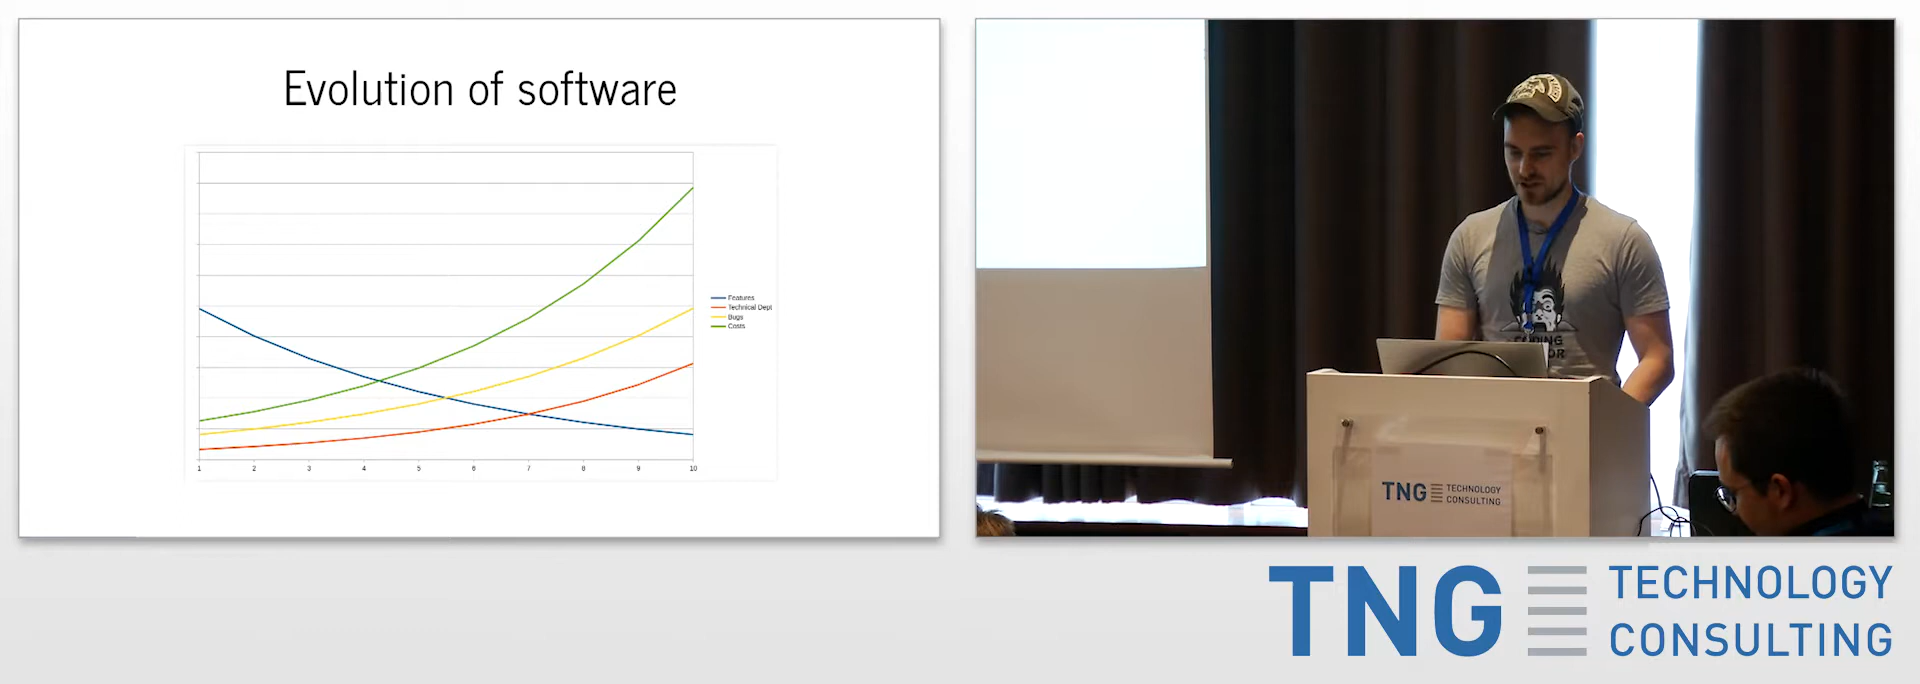 Evolution of software
Features
Technical Dept
Bugs
Costs
1 2 3 4 5 6 7 8 9 10
CODING
TNG TECHNOLOGY
CONSULTING
TNG TECHNOLOGY
CONSULTING